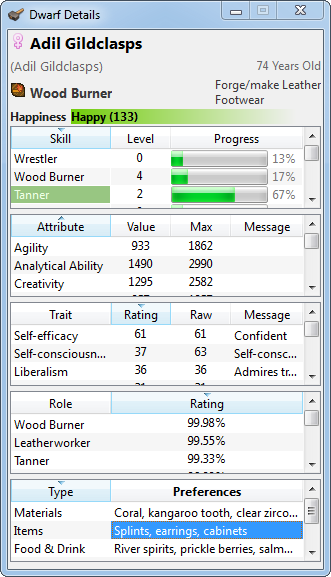 Dwarf Details
Adil Gildclasps
(Adil Gildclasps) 74 Years Old
Wood Burner Forge/make Leather Footwear
Happiness Happy (133)
Skill Level Progress
Wrestler 0 13%
Wood Burner 4 17%
Tanner 2 67%
Attribute Value Max Message
Agility 933 1862
Analytical Ability 1490 2990
Creativity 1295 2582
Trait Rating Raw Message
Self-efficacy 61 61 Confident
Self-consciousn... 37 63 Self-consc...
Liberalism 36 36 Admires tr...
Role Rating
Wood Burner 99.98%
Leatherworker 99.55%
Tanner 99.33%
Type Preferences
Materials Coral, kangaroo tooth, clear zirco...
Items Splints, earrings, cabinets
Food & Drink River spirits, prickle berries, salm...